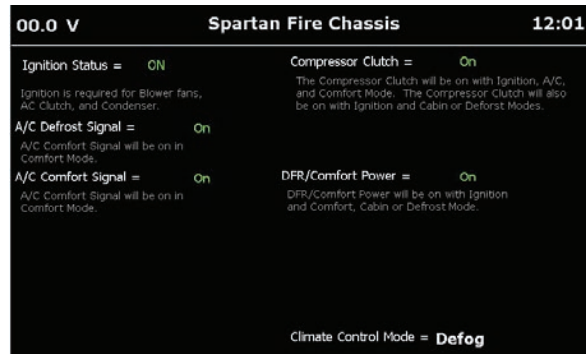 00.0 V
Spartan Fire Chassis
12:01
Ignition Status = ON
Ignition is required for Blower fans,
AC Clutch, and Condenser.
A/C Defrost Signal = On
A/C Comfort Signal will be on in
Comfort Mode.
A/C Comfort Signal = On
A/C Comfort Signal will be on in
Comfort Mode.
Compressor Clutch = On
The Compressor Clutch will be on with Ignition, A/C,
and Comfort Mode. The Compressor Clutch will also
be on with Ignition and Cabin or Deforst Modes.
DFR/Comfort Power = On
DFR/Comfort Power will be on with Ignition
and Comfort, Cabin or Defrost Mode.
Climate Control Mode = Defog